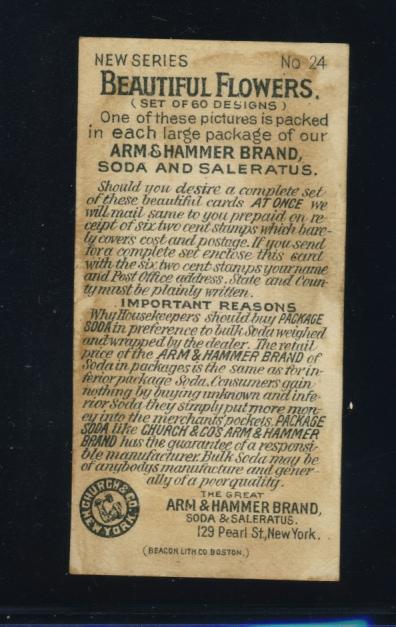 NEW SERIES No 24
BEAUTIFUL FLOWERS.
(SET OF 60 DESIGNS)
One of these pictures is packed
in each large package of our
ARM & HAMMER BRAND,
SODA AND SALERATUS.
Should you desire a complete set
of these beautiful cards AT ONCE we
will mail same to you prepaid on re-
ceipt of six two cent stamps which bare-
ly covers cost and postage. If you send
for a complete set enclose this card
with the six two cent stamps your name
and Post Office address. State and Coun-
ty must be plainly written.
IMPORTANT REASONS
Why Housekeepers should buy PACKAGE
SODA in preference to bulk Soda weighed
and wrapped by the dealer. The retail
price of the ARM & HAMMER BRAND of
Soda in packages is the same as for in-
ferior package Soda. Consumers gain
nothing by buying unknown and infe-
rior Soda they simply put more mon-
ey into the merchants' pockets. PACKAGE
SODA like CHURCH & CO'S ARM & HAMMER
BRAND has the guarantee of a responsi-
ble manufacturer. Bulk Soda may be
of anybodys manufacture and gener-
ally of a poor quality.
CHURCH & CO.
NEW YORK
THE GREAT
ARM & HAMMER BRAND,
SODA & SALERATUS.
129 Pearl St, New York.
(BEACON LITH CO BOSTON.)